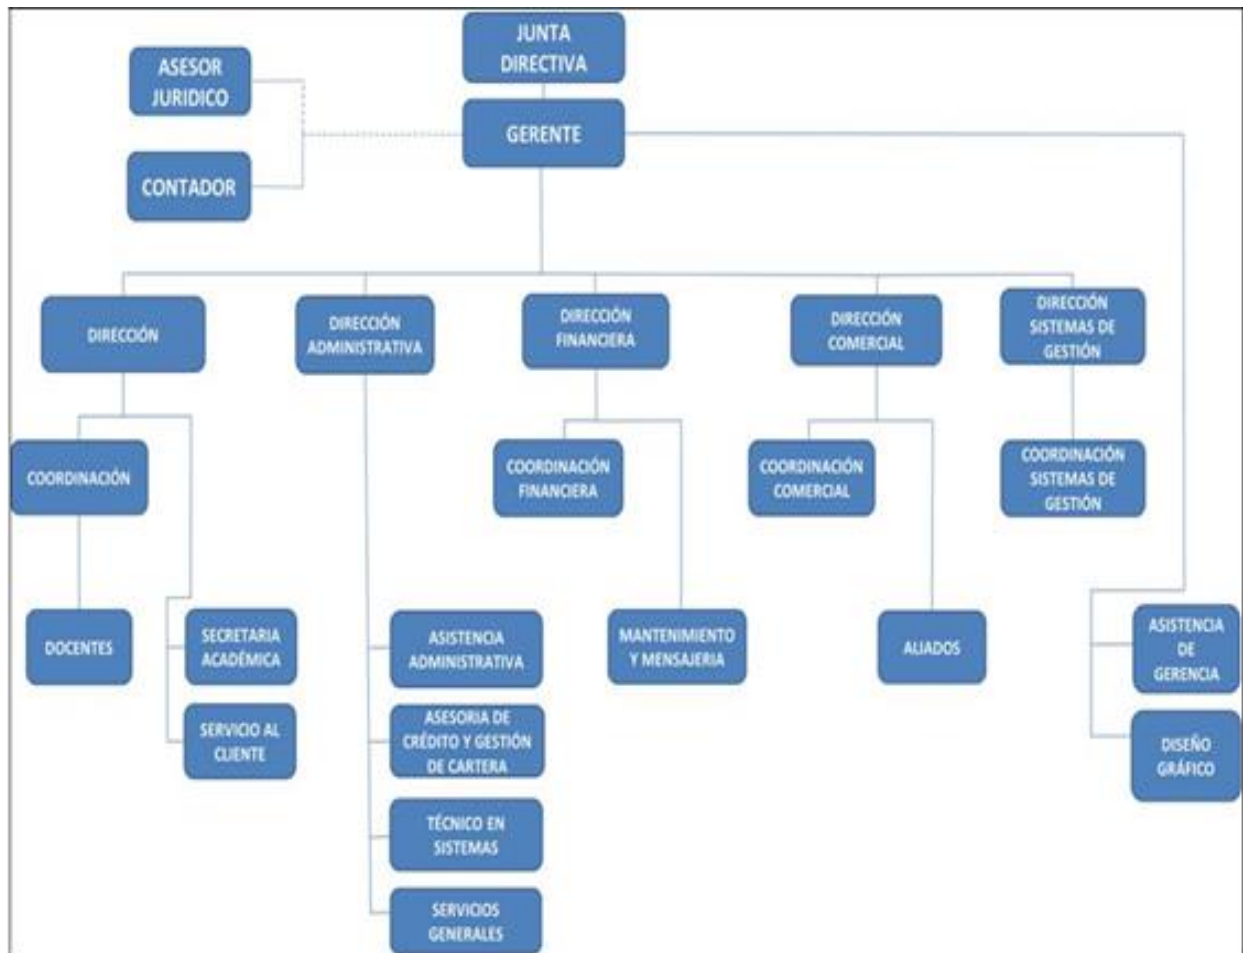 JUNTA
DIRECTIVA
ASESOR
JURIDICO
GERENTE
CONTADOR
DIRECCIÓN
DIRECCIÓN
ADMINISTRATIVA
DIRECCIÓN
FINANCIERA
DIRECCIÓN
COMERCIAL
DIRECCIÓN
SISTEMAS DE
GESTIÓN
COORDINACIÓN
COORDINACIÓN
FINANCIERA
COORDINACIÓN
COMERCIAL
COORDINACIÓN
SISTEMAS DE
GESTIÓN
DOCENTES
SECRETARIA
ACADÉMICA
ASISTENCIA
ADMINISTRATIVA
MANTENIMIENTO
Y MENSAJERIA
ALIADOS
ASISTENCIA
DE
GERENCIA
SERVICIO AL
CLIENTE
ASESORIA DE
CRÉDITO Y GESTIÓN
DE CARTERA
DISEÑO
GRÁFICO
TÉCNICO EN
SISTEMAS
SERVICIOS
GENERALES